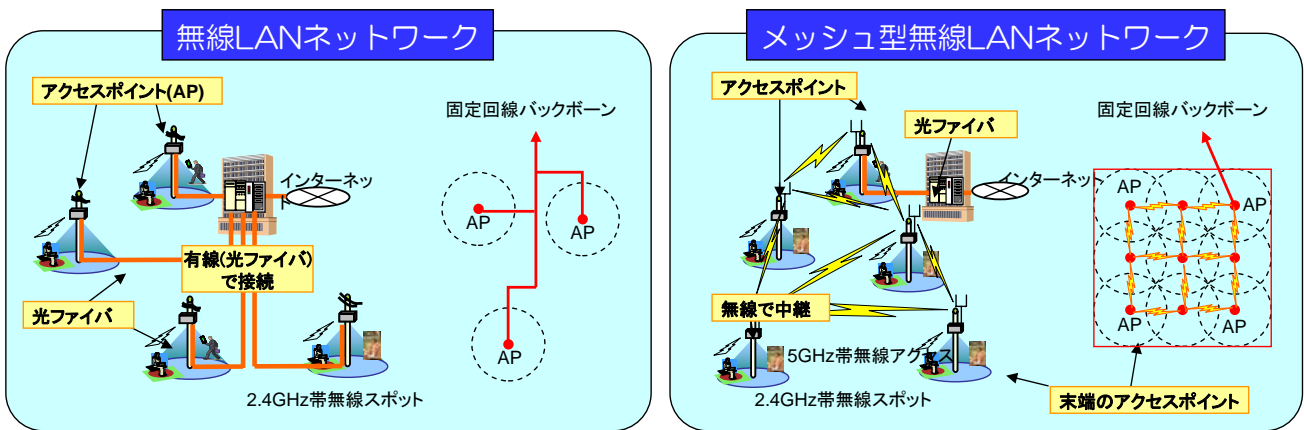 無線LANネットワーク
アクセスポイント(AP)
固定回線バックボーン
インターネッ
ト
AP
AP
有線(光ファイバ)
で接続
光ファイバ
AP
2.4GHz帯無線スポット
メッシュ型無線LANネットワーク
アクセスポイント
固定回線バックボーン
光ファイバ
インターネット
AP
AP
無線で中継
AP
AP
5GHz帯無線アクセス
2.4GHz帯無線スポット
末端のアクセスポイント